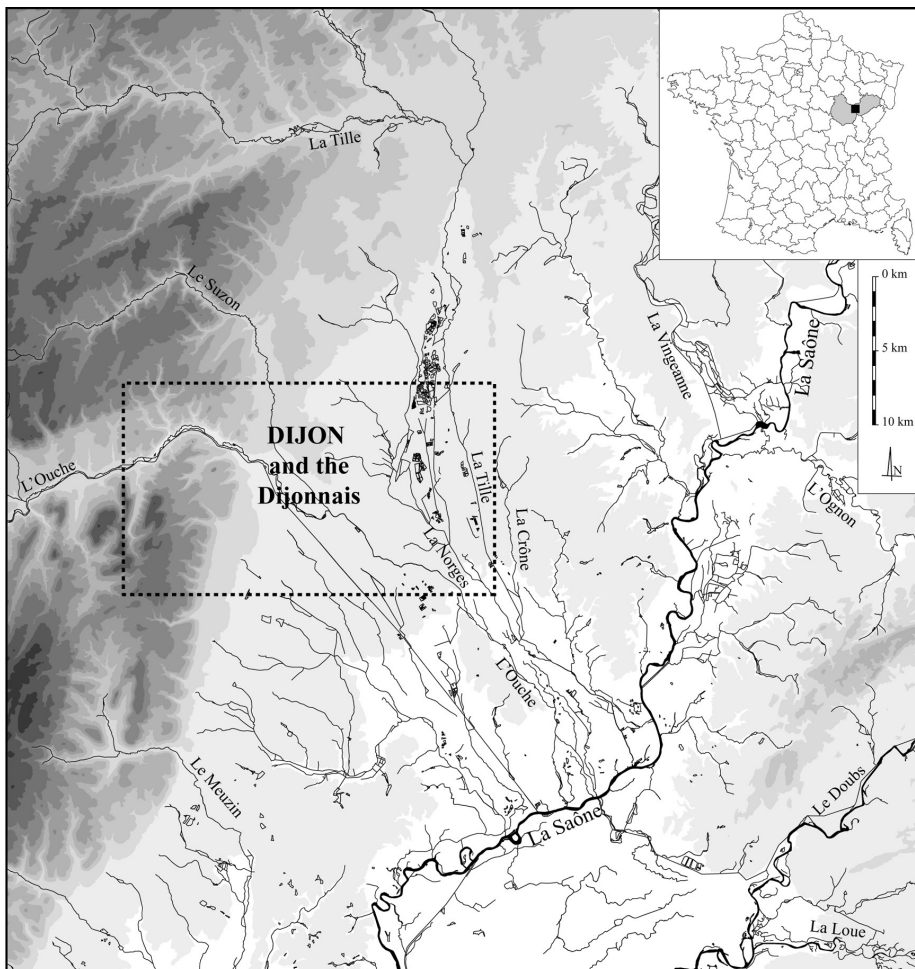 La Tille
Le Suzon
La Vingeanne
La Saône
0 km
5 km
10 km
N
DIJON
and the
Dijonnais
L'Ouche
La Tille
L'Ognon
La Crône
La Norges
L'Ouche
Le Meuzin
La Saône
Le Doubs
La Loue